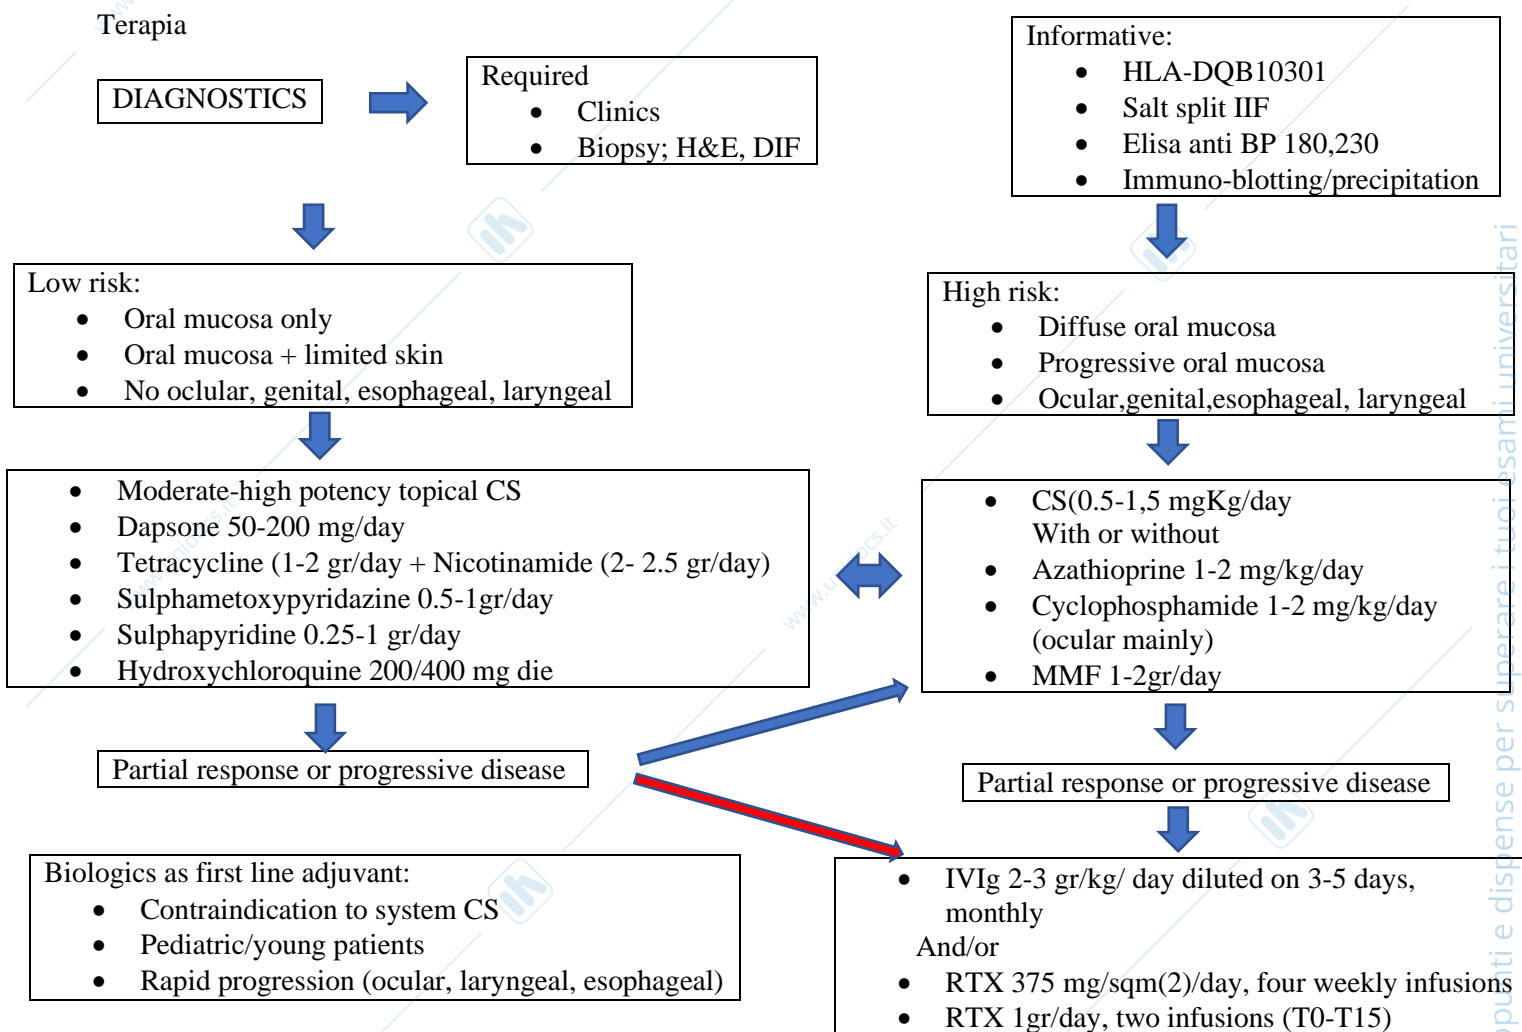 Terapia
DIAGNOSTICS
Required
• Clinics
• Biopsy; H&E, DIF
Informative:
• HLA-DQB10301
• Salt split IIF
• Elisa anti BP 180,230
• Immuno-blotting/precipitation
Low risk:
• Oral mucosa only
• Oral mucosa + limited skin
• No oclular, genital, esophageal, laryngeal
High risk:
• Diffuse oral mucosa
• Progressive oral mucosa
• Ocular,genital,esophageal, laryngeal
• Moderate-high potency topical CS
• Dapsone 50-200 mg/day
• Tetracycline (1-2 gr/day + Nicotinamide (2- 2.5 gr/day)
• Sulphametoxypyridazine 0.5-1gr/day
• Sulphapyridine 0.25-1 gr/day
• Hydroxychloroquine 200/400 mg die
• CS(0.5-1,5 mgKg/day
With or without
• Azathioprine 1-2 mg/kg/day
• Cyclophosphamide 1-2 mg/kg/day
(ocular mainly)
• MMF 1-2gr/day
Partial response or progressive disease
Partial response or progressive disease
Biologics as first line adjuvant:
• Contraindication to system CS
• Pediatric/young patients
• Rapid progression (ocular, laryngeal, esophageal)
• IVIg 2-3 gr/kg/ day diluted on 3-5 days,
monthly
And/or
• RTX 375 mg/sqm(2)/day, four weekly infusions
• RTX 1gr/day, two infusions (T0-T15)
e dispense per superare i tuoi esami universitari